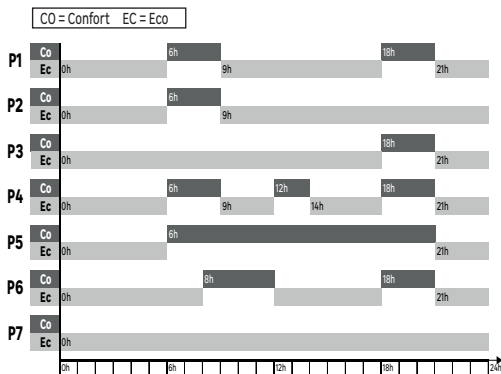 CO = Confort EC = Eco
P1
Co 6h 18h
Ec 0h 9h 21h
P2
Co 6h
Ec 0h 9h
P3
Co 18h
Ec 0h 21h
P4
Co 6h 12h 18h
Ec 0h 9h 14h 21h
P5
Co 6h
Ec 0h 21h
P6
Co 8h 18h
Ec 0h 21h
P7
Co
Ec 0h
0h 6h 12h 18h 24h